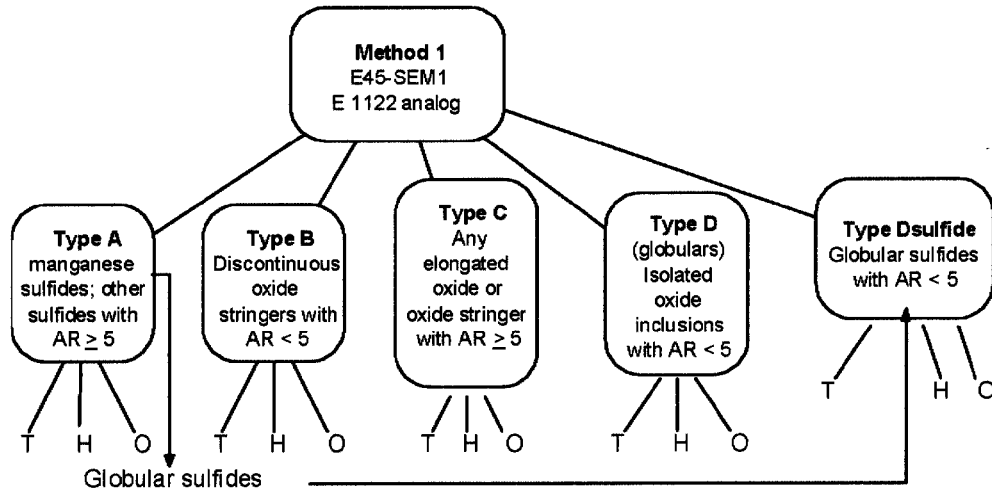 Method 1
E45-SEM1
E 1122 analog
Type A
manganese
sulfides; other
sulfides with
AR ≥ 5
Type B
Discontinuous
oxide
stringers with
AR < 5
Type C
Any
elongated
oxide or
oxide stringer
with AR ≥ 5
Type D
(globulars)
Isolated
oxide
inclusions
with AR < 5
Type Dsulfide
Globular sulfides
with AR < 5
T H O
T H O
T H O
T H O
T H O
Globular sulfides